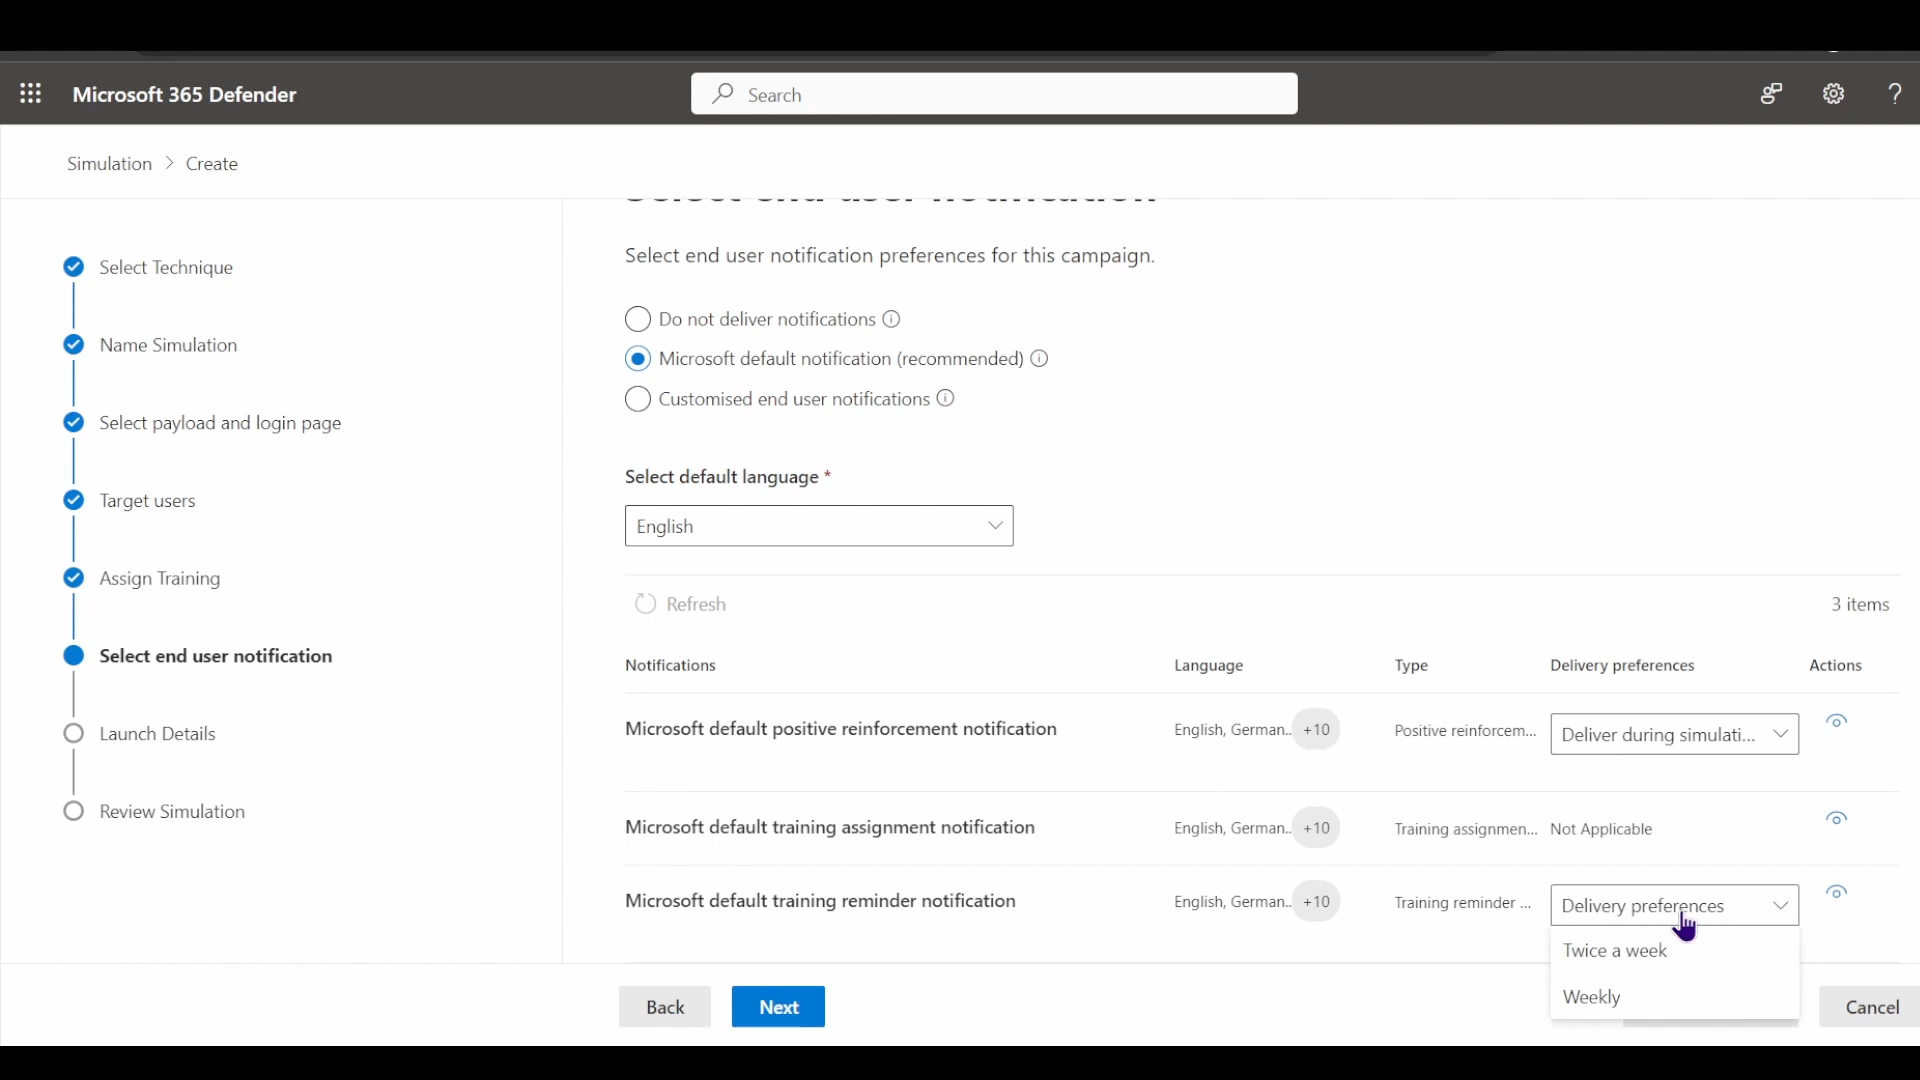 Microsoft 365 Defender
Search
?
Simulation > Create
Select end user notification
Select end user notification preferences for this campaign.
Select Technique
Name Simulation
Select payload and login page
Target users
Assign Training
Select end user notification
Launch Details
Review Simulation
Do not deliver notifications
Microsoft default notification (recommended)
Customised end user notifications
Select default language *
English
Refresh
3 items
Notifications Language Type Delivery preferences Actions
Microsoft default positive reinforcement notification English, German.. +10 Positive reinforcem... Deliver during simulati...
Microsoft default training assignment notification English, German.. +10 Training assignmen... Not Applicable
Microsoft default training reminder notification English, German.. +10 Training reminder ... Delivery preferences
Twice a week
Weekly
Back Next Cancel